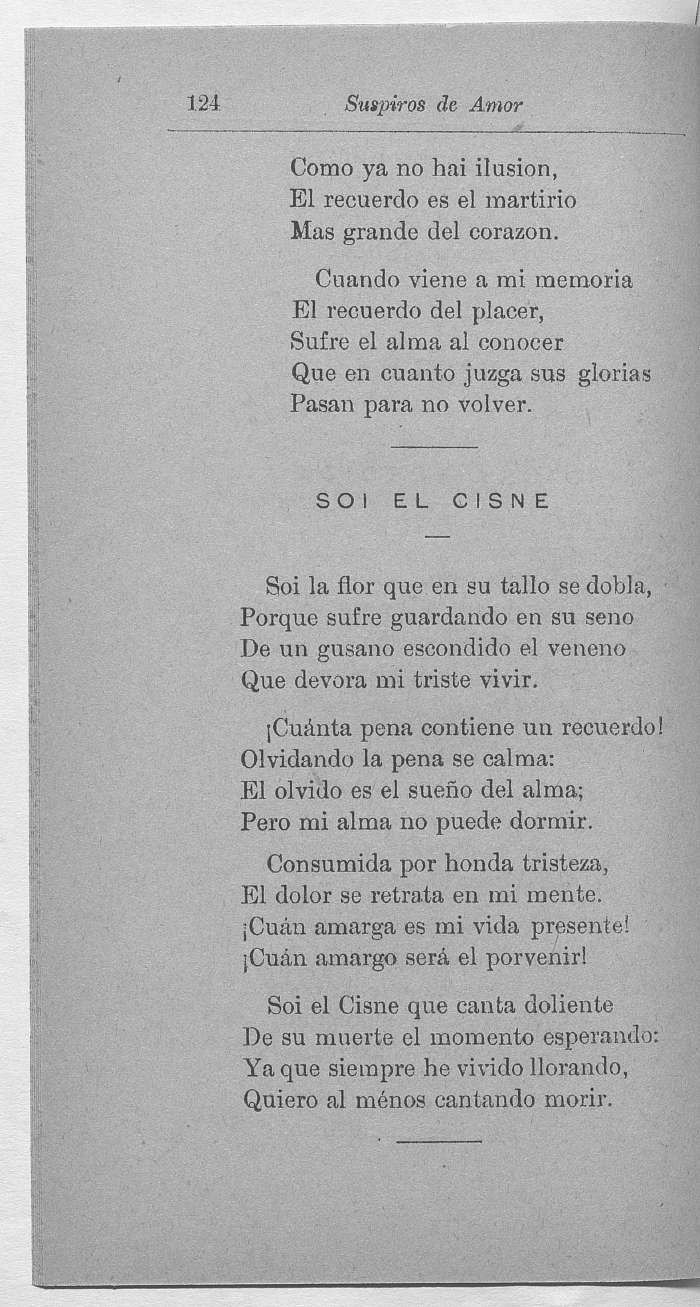 124 Suspiros de Amor
Como ya no hai ilusion,
El recuerdo es el martirio
Mas grande del corazon.
Cuando viene a mi memoria
El recuerdo del placer,
Sufre el alma al conocer
Que en cuanto juzga sus glorias
Pasan para no volver.
SOI EL CISNE
Soi la flor que en su tallo se dobla,
Porque sufre guardando en su seno
De un gusano escondido el veneno
Que devora mi triste vivir.
¡Cuánta pena contiene un recuerdo!
Olvidando la pena se calma:
El olvido es el sueño del alma;
Pero mi alma no puede dormir.
Consumida por honda tristeza,
El dolor se retrata en mi mente.
¡Cuán amarga es mi vida presente!
¡Cuán amargo será el porvenir!
Soi el Cisne que canta doliente
De su muerte el momento esperando:
Ya que siempre he vivido llorando,
Quiero al ménos cantando morir.